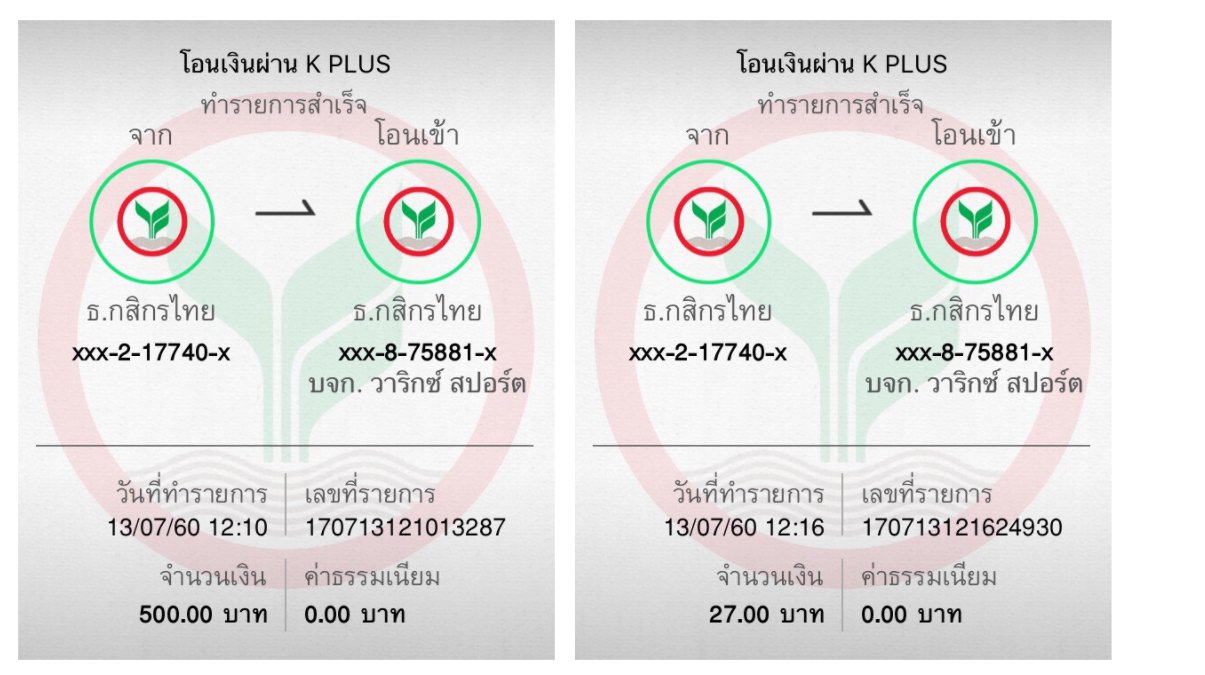 โอนเงินผ่าน K PLUS
ทำรายการสำเร็จ
จาก โอนเข้า
ธ.กสิกรไทย ธ.กสิกรไทย
xxx-2-17740-x xxx-8-75881-x
บจก. วาริกซ์ สปอร์ต
วันที่ทำรายการ เลขที่รายการ
13/07/60 12:10 170713121013287
จำนวนเงิน ค่าธรรมเนียม
500.00 บาท 0.00 บาท
โอนเงินผ่าน K PLUS
ทำรายการสำเร็จ
จาก โอนเข้า
ธ.กสิกรไทย ธ.กสิกรไทย
xxx-2-17740-x xxx-8-75881-x
บจก. วาริกซ์ สปอร์ต
วันที่ทำรายการ เลขที่รายการ
13/07/60 12:16 170713121624930
จำนวนเงิน ค่าธรรมเนียม
27.00 บาท 0.00 บาท